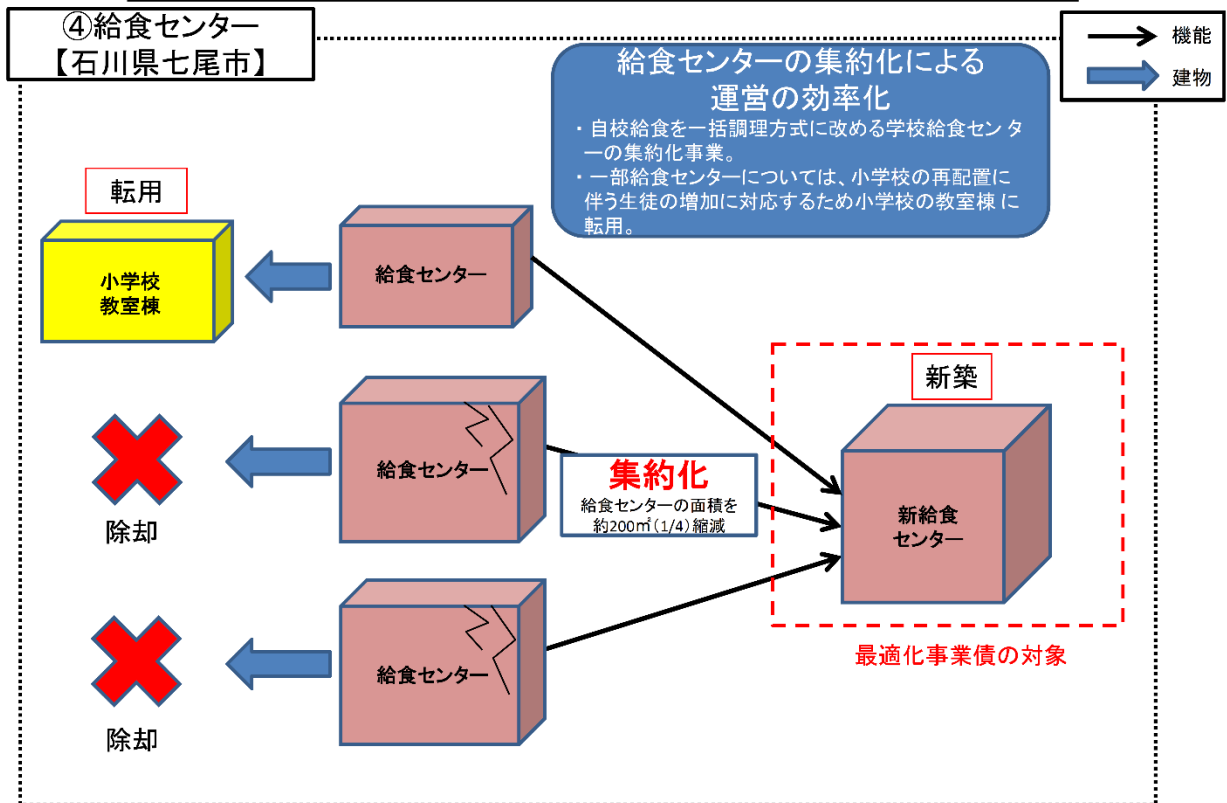 ④給食センター
【石川県七尾市】
機能
建物
給食センターの集約化による
運営の効率化
・自校給食を一括調理方式に改める学校給食センタ
ーの集約化事業。
・一部給食センターについては、小学校の再配置に
伴う生徒の増加に対応するため小学校の教室棟に
転用。
転用
小学校
教室棟
給食センター
新築
除却
給食センター
集約化
給食センターの面積を
約200㎡(1/4)縮減
新給食
センター
除却
給食センター
最適化事業債の対象